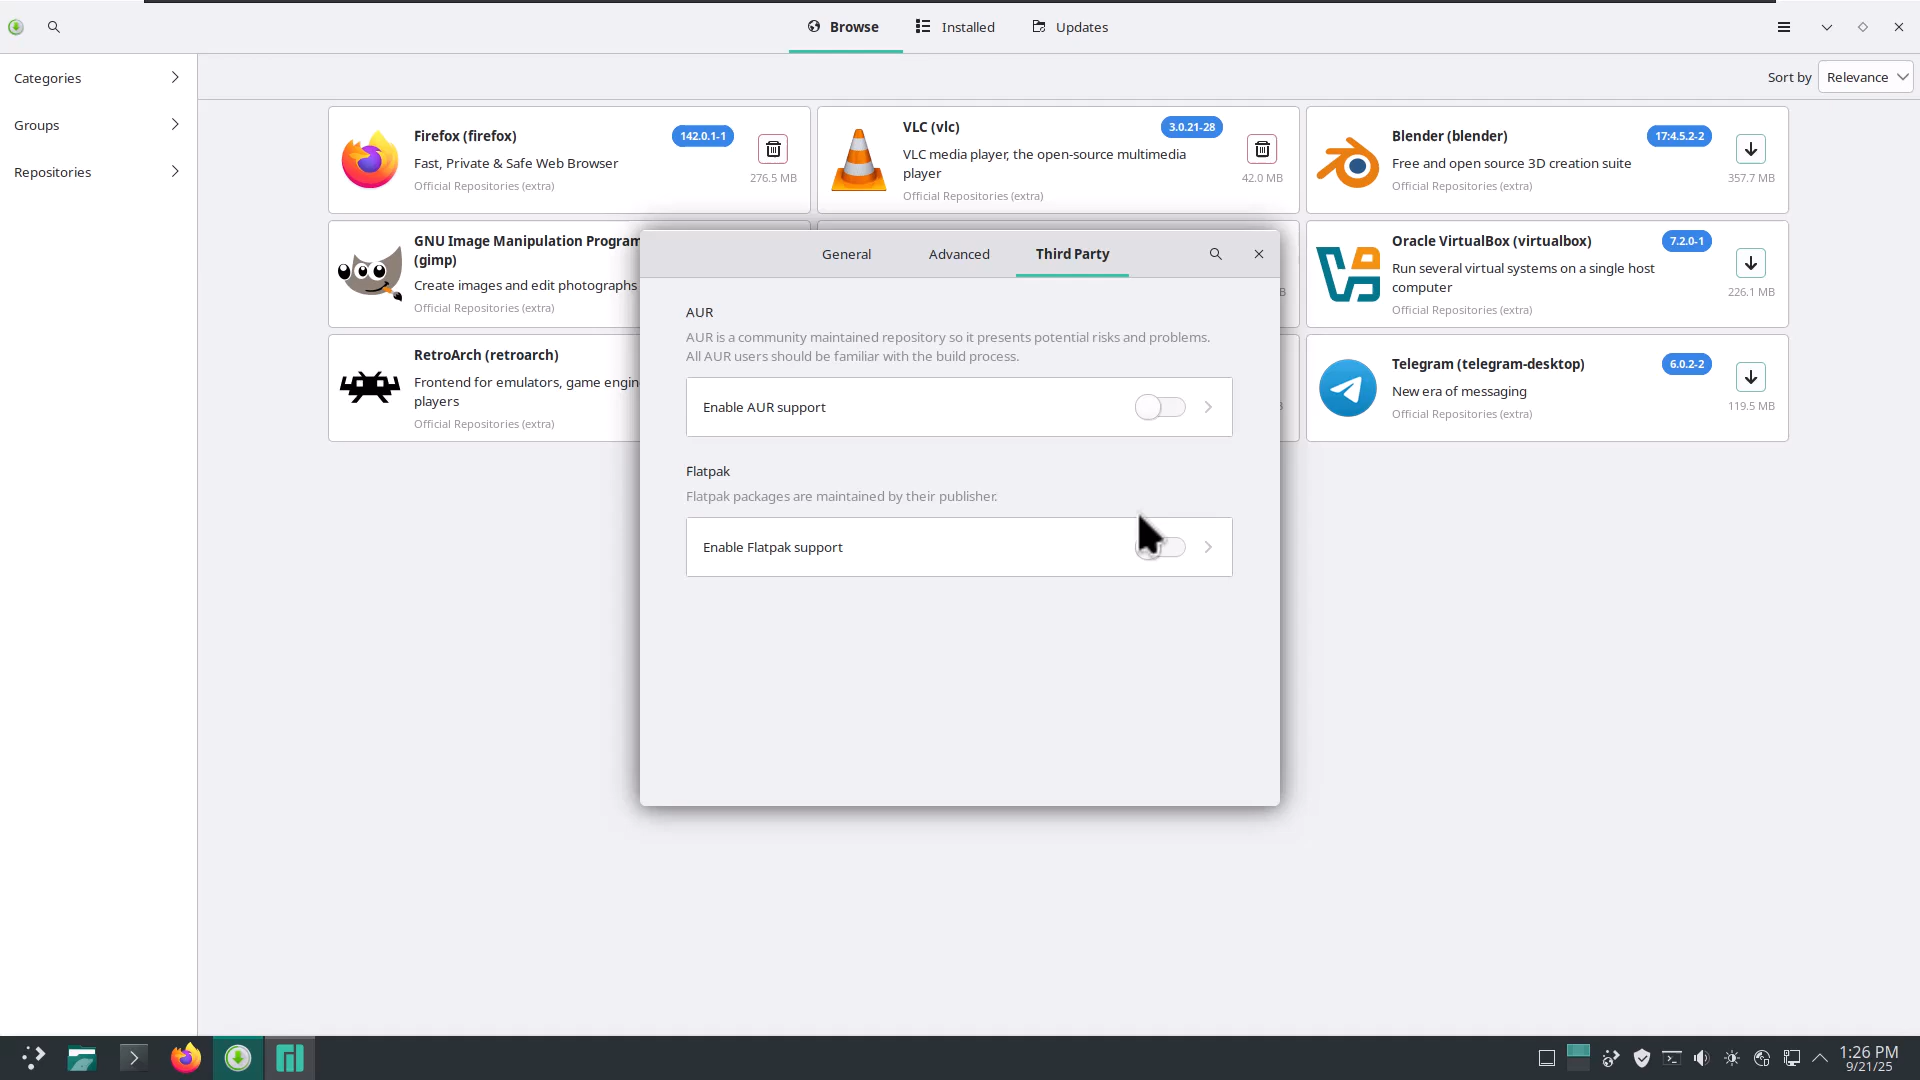 Browse
Installed
Updates
Categories
Groups
Repositories
Sort by
Relevance
Firefox (firefox)
142.0.1-1
Fast, Private & Safe Web Browser
Official Repositories (extra)
276.5 MB
VLC (vlc)
3.0.21-28
VLC media player, the open-source multimedia
player
Official Repositories (extra)
42.0 MB
Blender (blender)
17:4.5.2-2
Free and open source 3D creation suite
Official Repositories (extra)
357.7 MB
GNU Image Manipulation Program
(gimp)
Create images and edit photographs
Official Repositories (extra)
Oracle VirtualBox (virtualbox)
7.2.0-1
Run several virtual systems on a single host
computer
Official Repositories (extra)
226.1 MB
RetroArch (retroarch)
Frontend for emulators, game engin
players
Official Repositories (extra)
Telegram (telegram-desktop)
6.0.2-2
New era of messaging
Official Repositories (extra)
119.5 MB
General
Advanced
Third Party
AUR
AUR is a community maintained repository so it presents potential risks and problems.
All AUR users should be familiar with the build process.
Enable AUR support
Flatpak
Flatpak packages are maintained by their publisher.
Enable Flatpak support
1:26 PM
9/21/25